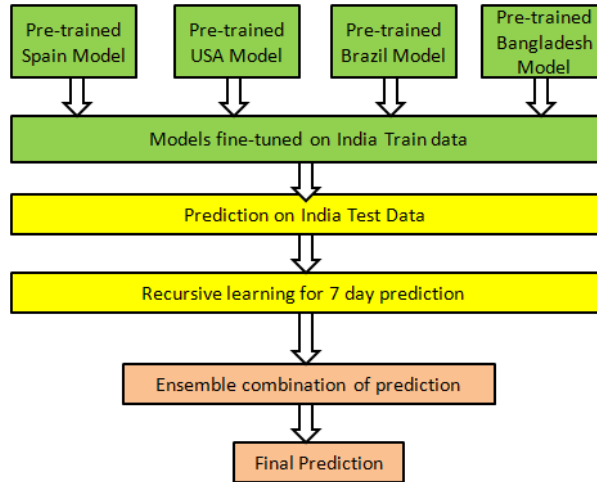 Pre-trained
Spain Model
Pre-trained
USA Model
Pre-trained
Brazil Model
Pre-trained
Bangladesh
Model
Models fine-tuned on India Train data
Prediction on India Test Data
Recursive learning for 7 day prediction
Ensemble combination of prediction
Final Prediction